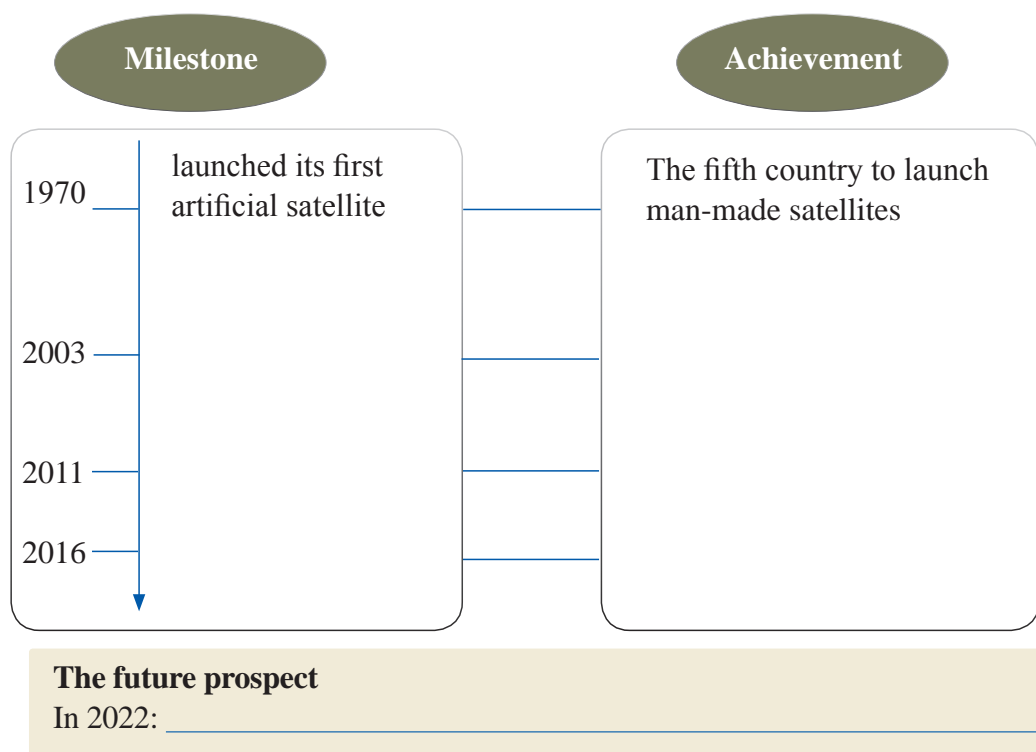 Milestone
Achievement
1970
launched its first
artificial satellite
The fifth country to launch
man-made satellites
2003
2011
2016
The future prospect
In 2022: